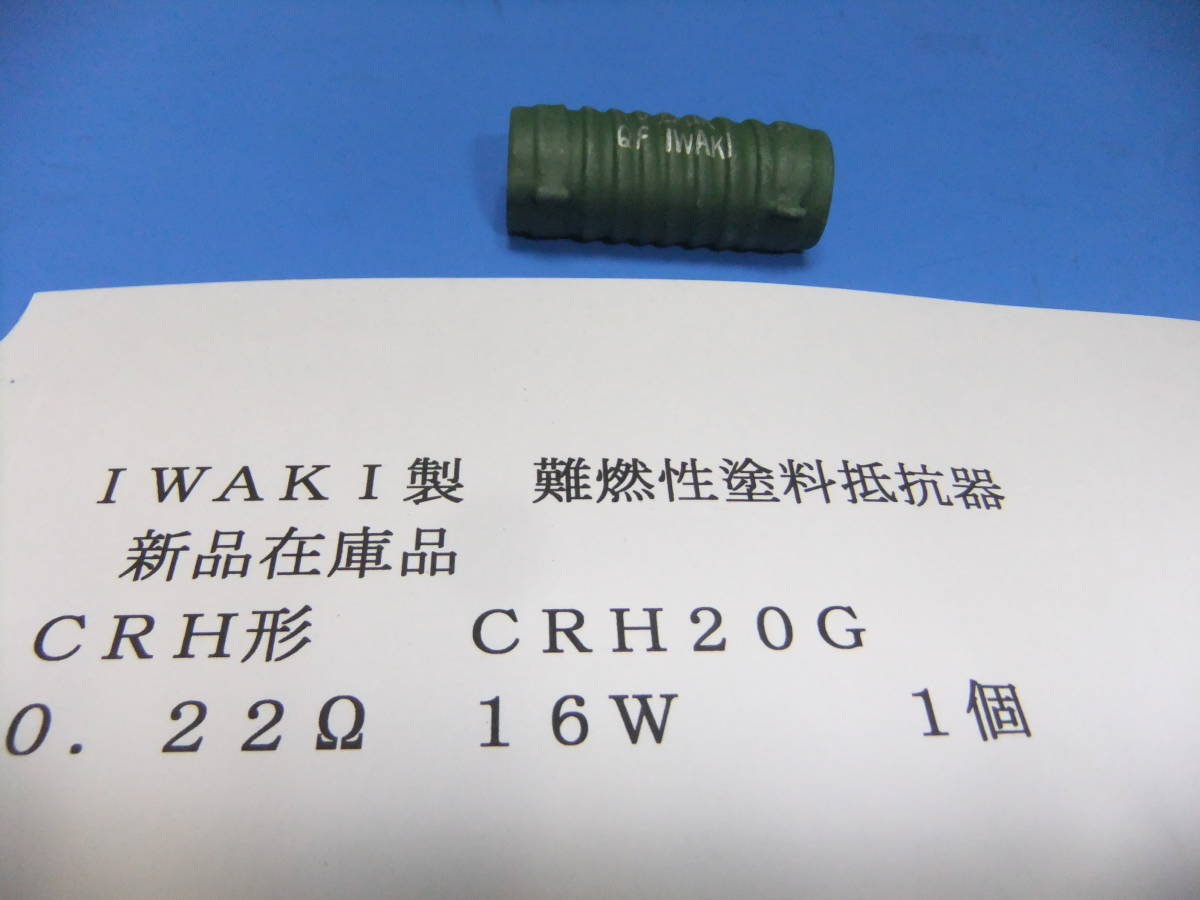 QF IWAKI
IWAKI製 難燃性塗料抵抗器
新品在庫品
CRH形 CRH20G
0.22Ω 16W 1個